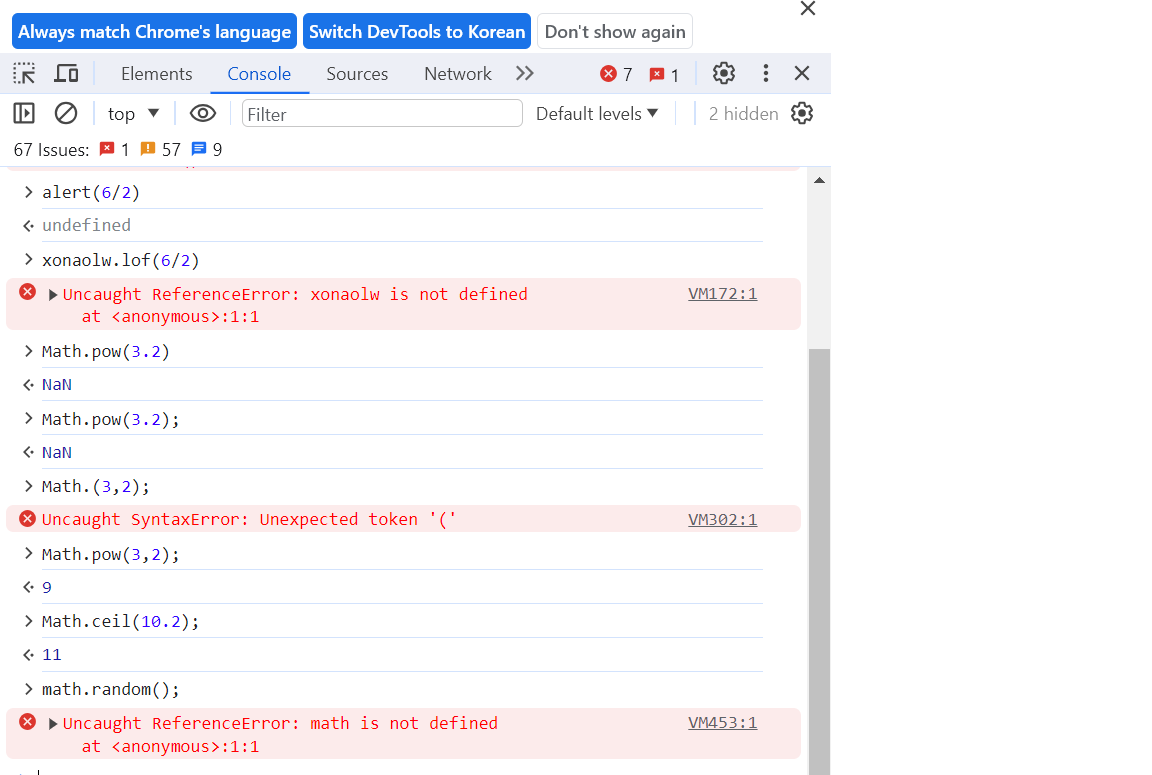 Always match Chrome's language Switch DevTools to Korean Don't show again
Elements Console Sources Network 7 1
top Filter Default levels 2 hidden
67 Issues: 1 57 9
alert(6/2)
undefined
xonaolw.lof(6/2)
Uncaught ReferenceError: xonaolw is not defined VM172:1
at <anonymous>:1:1
Math.pow(3.2)
NaN
Math.pow(3.2);
NaN
Math.(3,2);
Uncaught SyntaxError: Unexpected token '(' VM302:1
Math.pow(3,2);
9
Math.ceil(10.2);
11
math.random();
Uncaught ReferenceError: math is not defined VM453:1
at <anonymous>:1:1